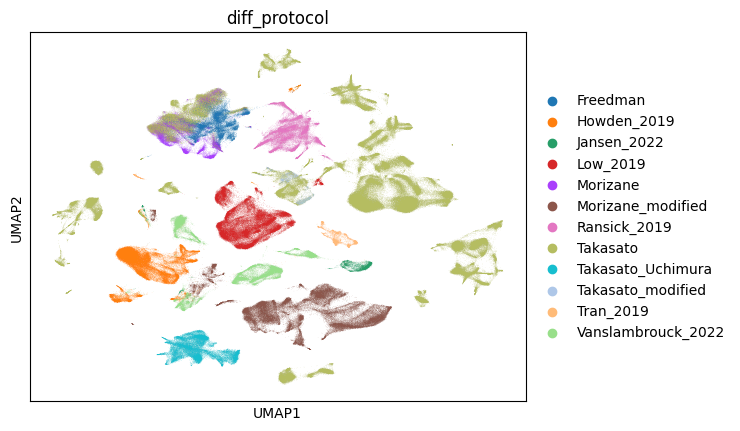 diff_protocol
UMAP2
UMAP1
Freedman
Howden_2019
Jansen_2022
Low_2019
Morizane
Morizane_modified
Ransick_2019
Takasato
Takasato_Uchimura
Takasato_modified
Tran_2019
Vanslambrouck_2022